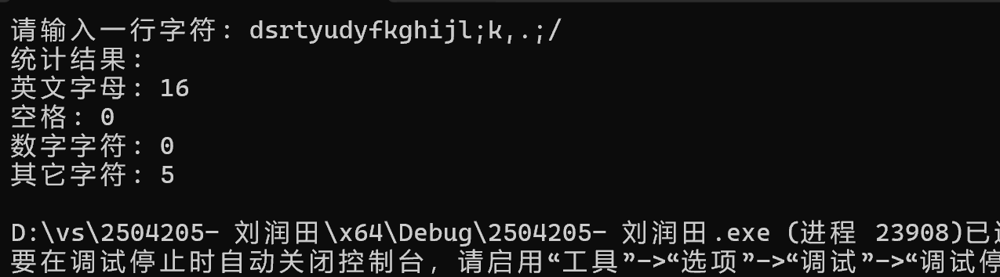 请输入一行字符：dsrtyudyfkghijl;k,.;/
统计结果：
英文字母：16
空格：0
数字字符：0
其它字符：5
D:\vs\2504205- 刘润田\x64\Debug\2504205- 刘润田.exe (进程 23908)已
要在调试停止时自动关闭控制台，请启用“工具”->“选项”->“调试”->“调试停